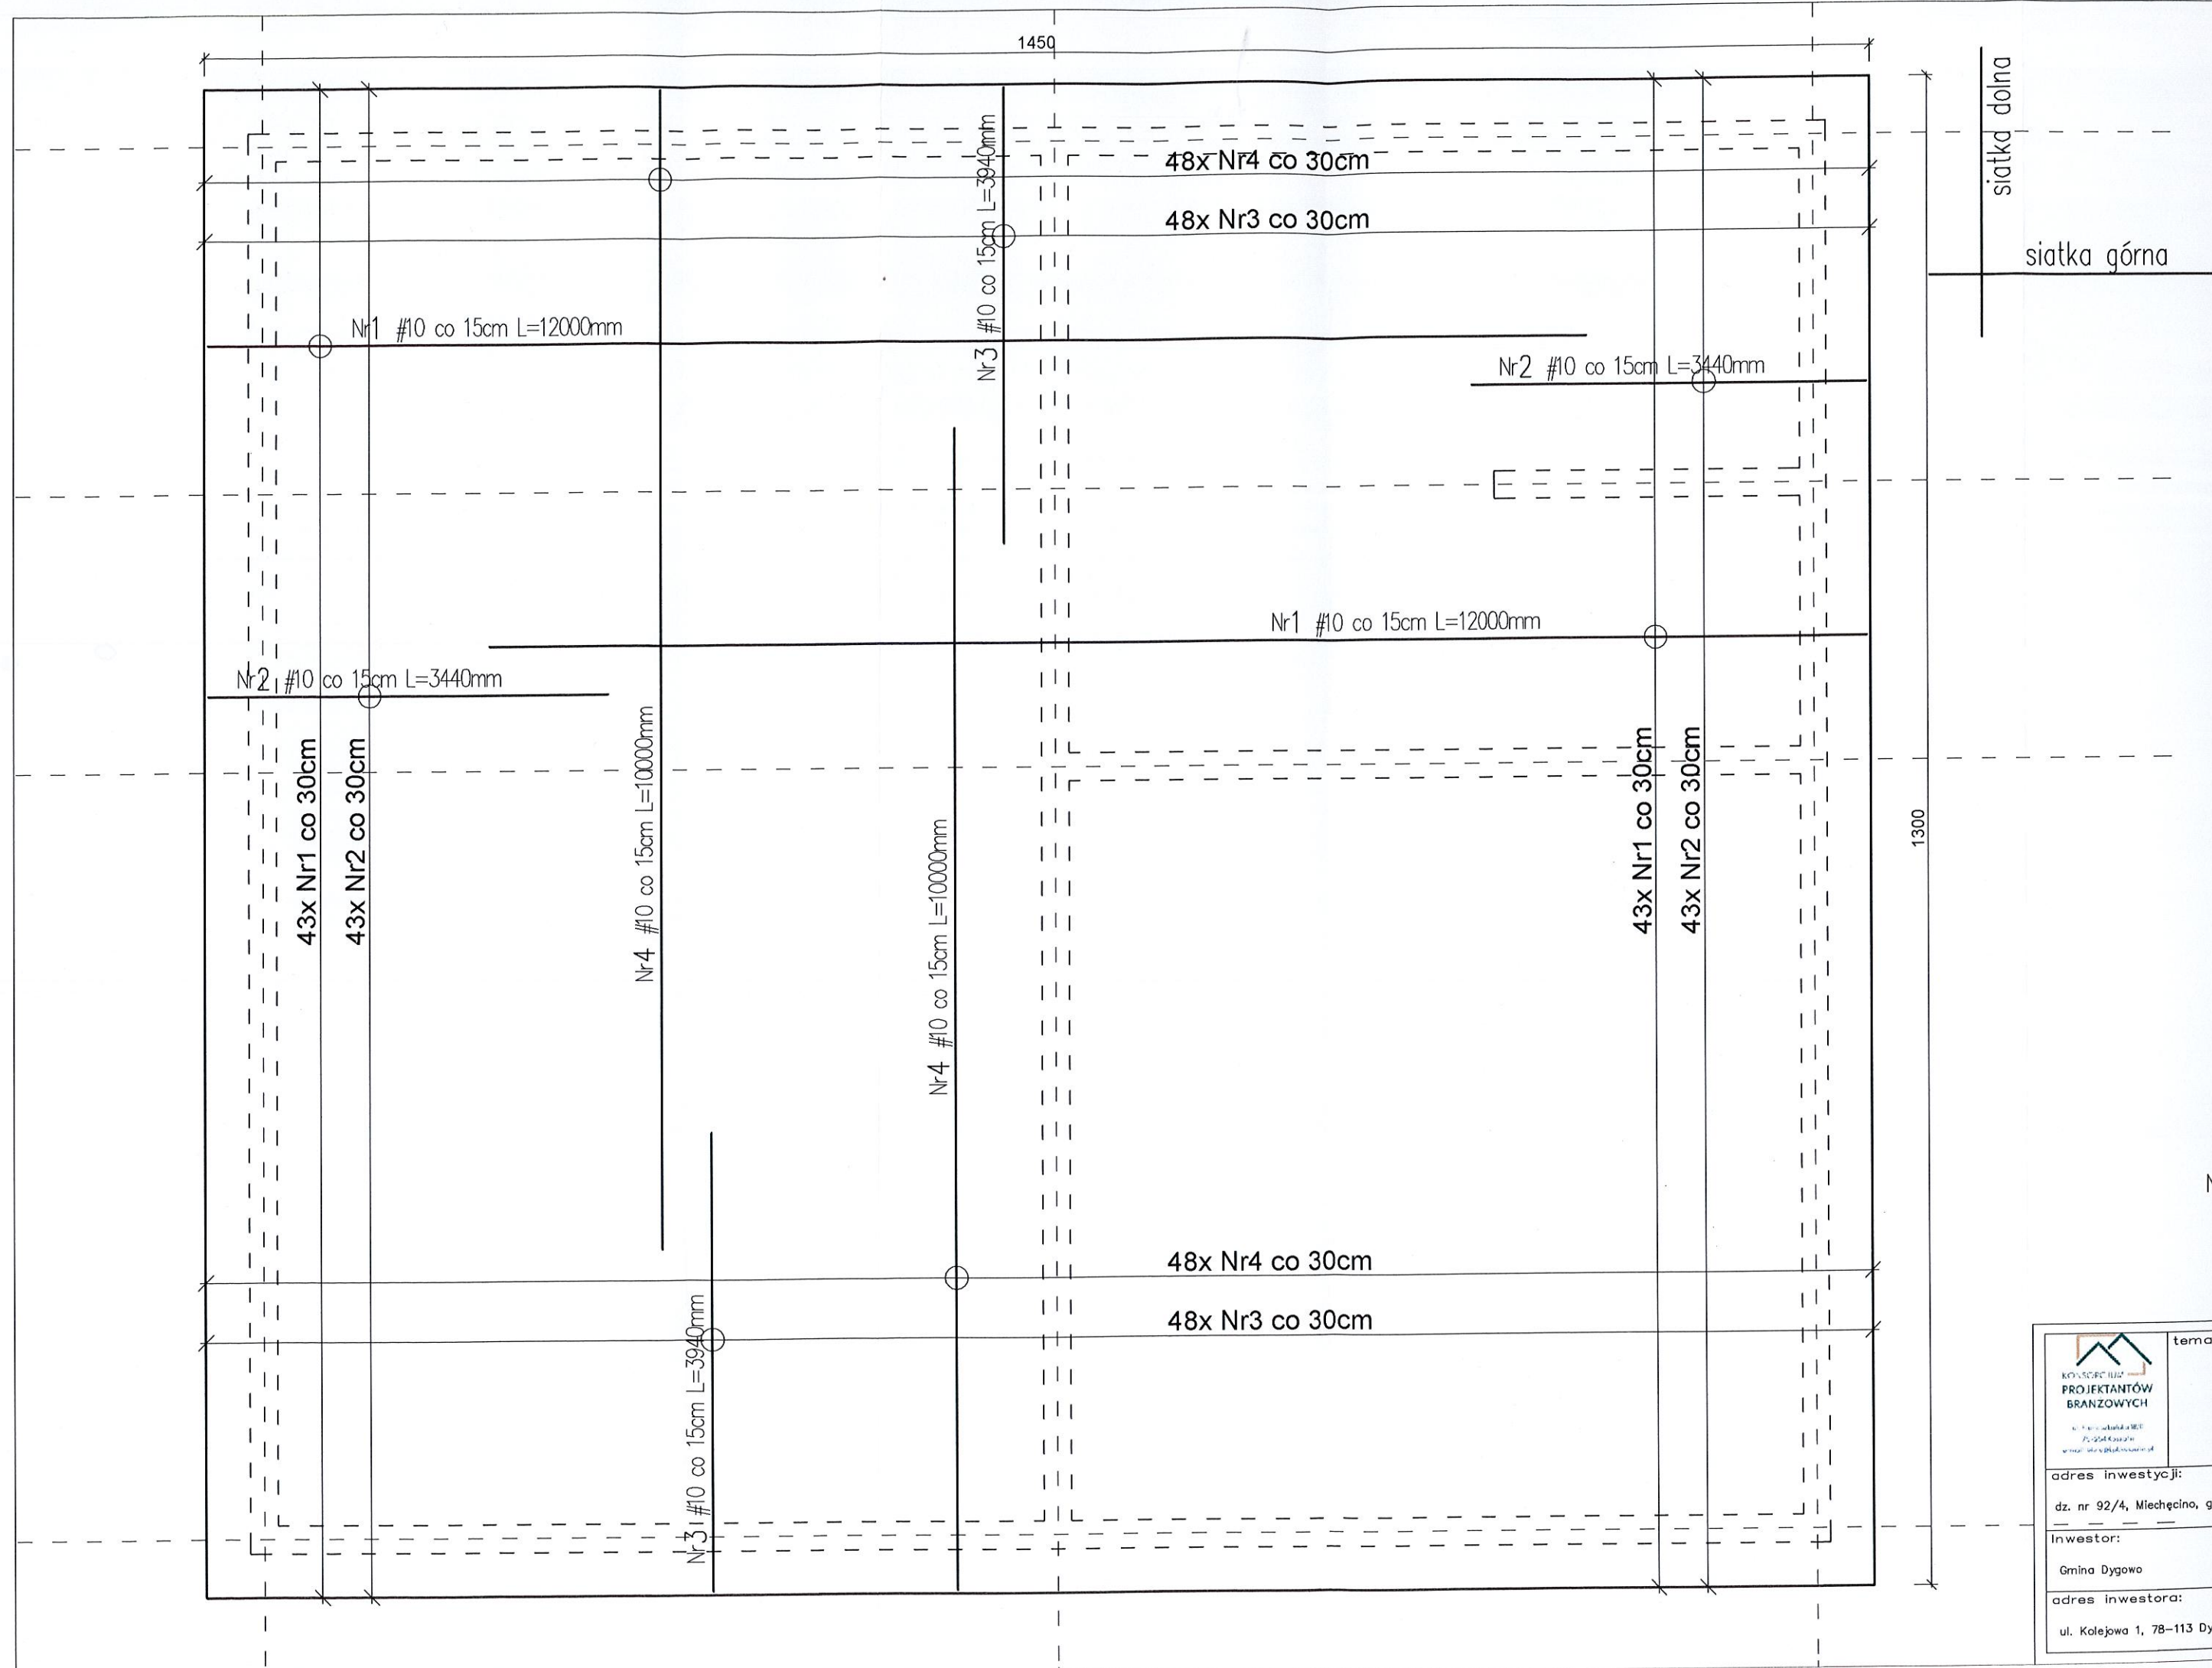 1450
siatka dolna
48x Nr4 co 30cm
Nr3 #10 co 15cm L=3940mm
48x Nr3 co 30cm
siatka górna
Nr1 #10 co 15cm L=12000mm
Nr2 #10 co 15cm L=3440mm
Nr1 #10 co 15cm L=12000mm
Nr2 #10 co 15cm L=3440mm
43x Nr1 co 30cm
43x Nr2 co 30cm
Nr4 #10 co 15cm L=10000mm
Nr4 #10 co 15cm L=10000mm
43x Nr1 co 30cm
43x Nr2 co 30cm
1300
48x Nr4 co 30cm
Nr3 #10 co 15cm L=3940mm
48x Nr3 co 30cm
tema
KONSORCJUM
PROJEKTANTÓW
BRANZOWYCH
adres inwestycji:
dz. nr 92/4, Miechęcino, g
Inwestor:
Gmina Dygowo
adres inwestora:
ul. Kolejowa 1, 78-113 Dy